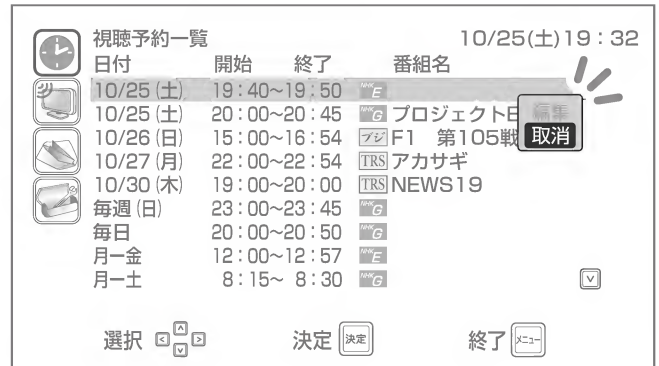 視聴予約一覧 10/25(土)19:32
日付 開始 終了 番組名
10/25(土) 19:40~19:50 NHK E
10/25(土) 20:00~20:45 NHK G プロジェクトE
10/26(日) 15:00~16:54 フジ F1 第105戦
10/27(月) 22:00~22:54 TRS アカサギ
10/30(木) 19:00~20:00 TRS NEWS19
毎週(日) 23:00~23:45 NHK G
毎日 20:00~20:50 NHK G
月ー金 12:00~12:57 NHK E
月ー土 8:15~ 8:30 NHK G
編集
取消
選択 決定 決定 終了 メニュー